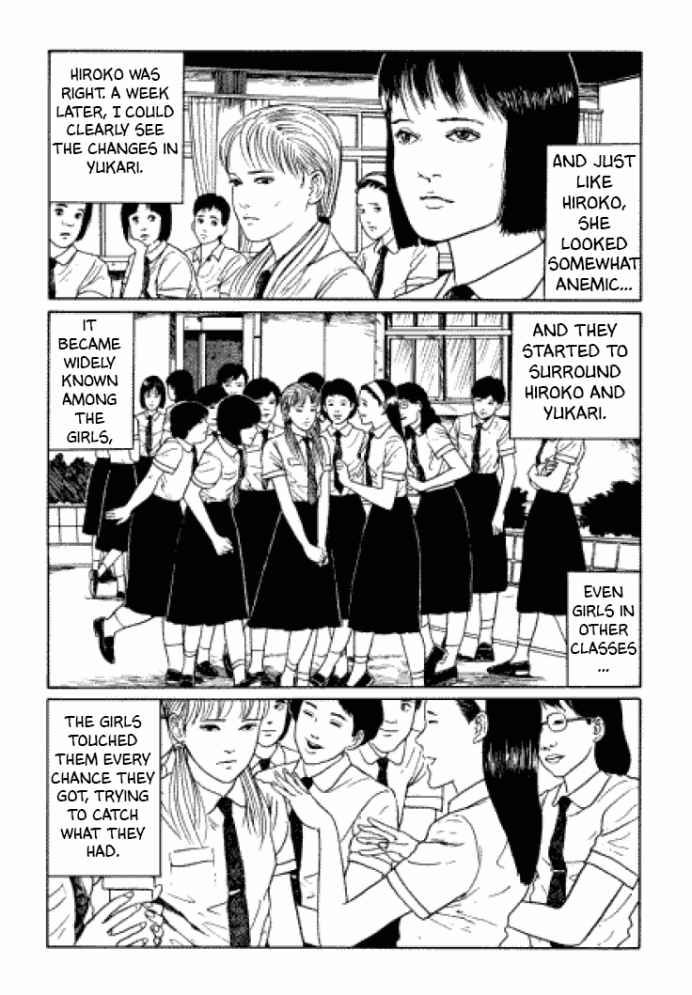 HIROKO WAS
RIGHT. A WEEK
LATER, I COULD
CLEARLY SEE
THE CHANGES IN
YUKARI.
AND JUST
LIKE
HIROKO,
SHE
LOOKED
SOMEWHAT
ANEMIC...
IT
BECAME
WIDELY
KNOWN
AMONG
THE
GIRLS,
AND THEY
STARTED TO
SURROUND
HIROKO AND
YUKARI.
EVEN
GIRLS IN
OTHER
CLASSES
...
THE GIRLS
TOUCHED
THEM EVERY
CHANCE THEY
GOT, TRYING
TO CATCH
WHAT THEY
HAD.